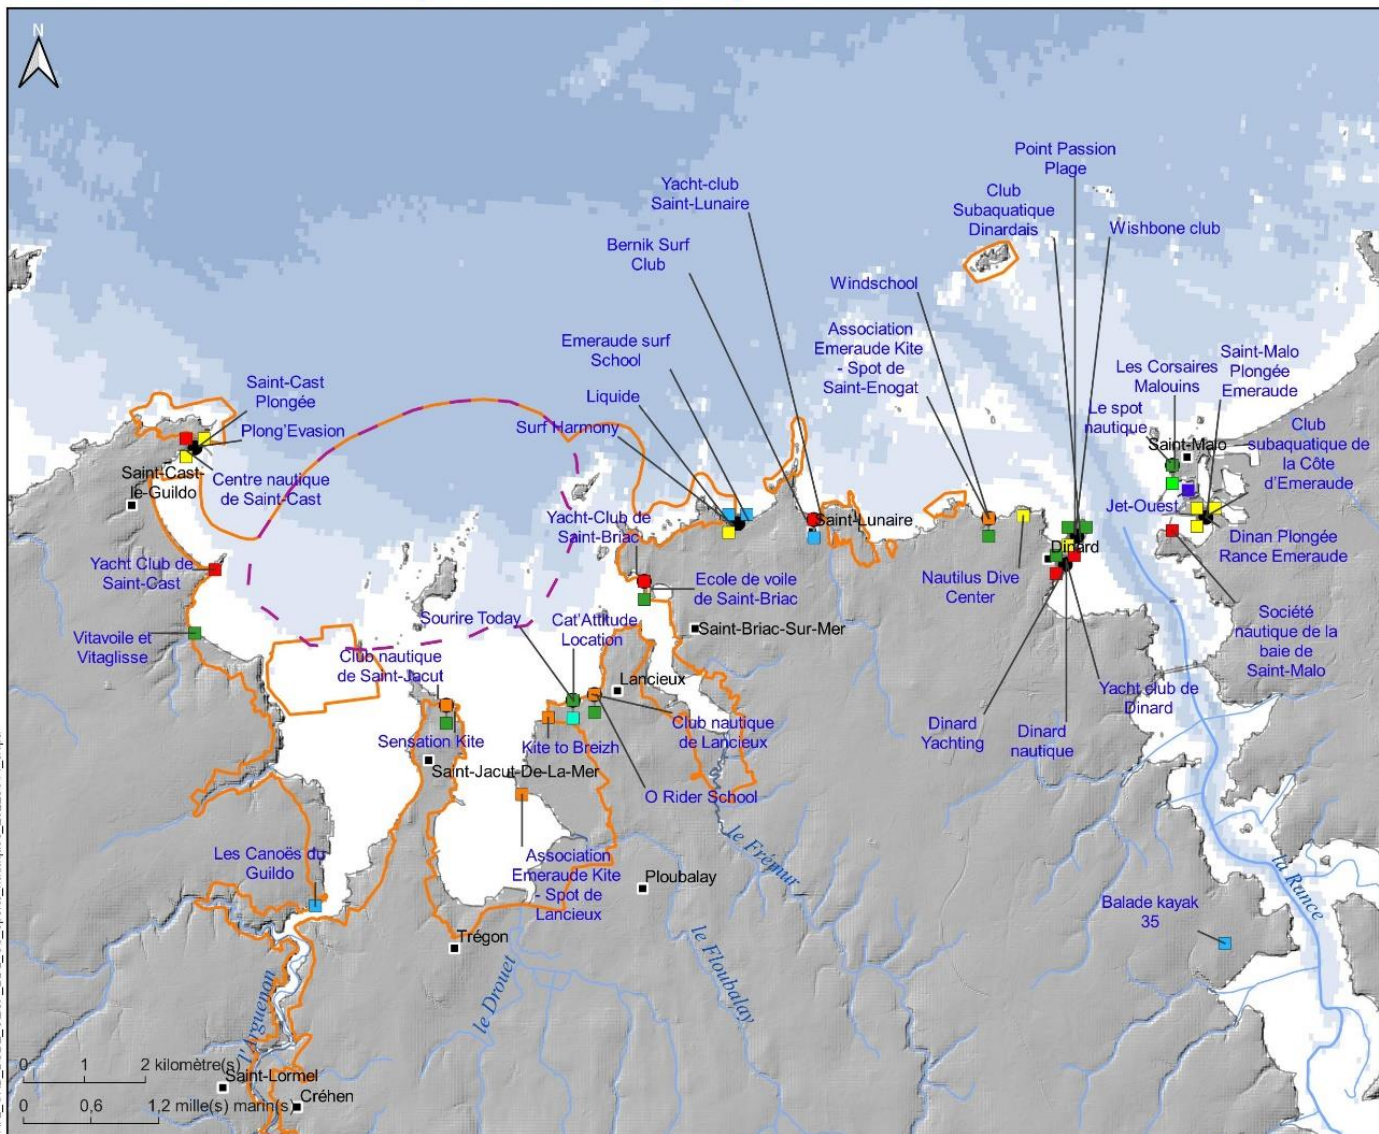 N
Point Passion
Plage
Yacht-club
Saint-Lunaire
Club
Subaquatique
Dinardais
Wishbone club
Bernik Surf
Club
Windschool
Association
Emeraude Kite
- Spot de
Saint-Enogat
Emeraude surf
School
Saint-Malo
Plongée
Emeraude
Les Corsaires
Malouins
Saint-Cast
Plongée
Liquide
Le spot
nautique
Surf Harmony
Plong'Evasion
Club
subaquatique de
la Côte
d'Emeraude
Saint-Malo
Saint-Cast-
le-Guildo
Centre nautique
de Saint-Cast
Jet-Ouest
Yacht-Club de
Saint-Briac
Saint-Lunaire
Dinan Plongée
Rance Emeraude
Dinard
Yacht Club de
Saint-Cast
Nautilus Dive
Center
Ecole de voile
de Saint-Briac
Sourire Today
Cat'Attitude
Location
Société
nautique de la
baie de
Saint-Malo
Saint-Briac-Sur-Mer
Vitavoile et
Vitaglisse
Club nautique
de Saint-Jacut
Lancieux
Yacht club de
Dinard
Club nautique
de Lancieux
Dinard
Yachting
Dinard
nautique
Sensation Kite
Kite to Breizh
Saint-Jacut-De-La-Mer
O Rider School
Les Canoës du
Guildo
Association
Emeraude Kite
- Spot de
Lancieux
le Frémur
Ploubalay
la Rance
Balade kayak
35
Trégon
le Drouet
le Floubalay
l'Arguenon
0 1 2 kilomètre(s)
Saint-Lormel
Créhen
0 0,6 1,2 mille(s) marin(s)